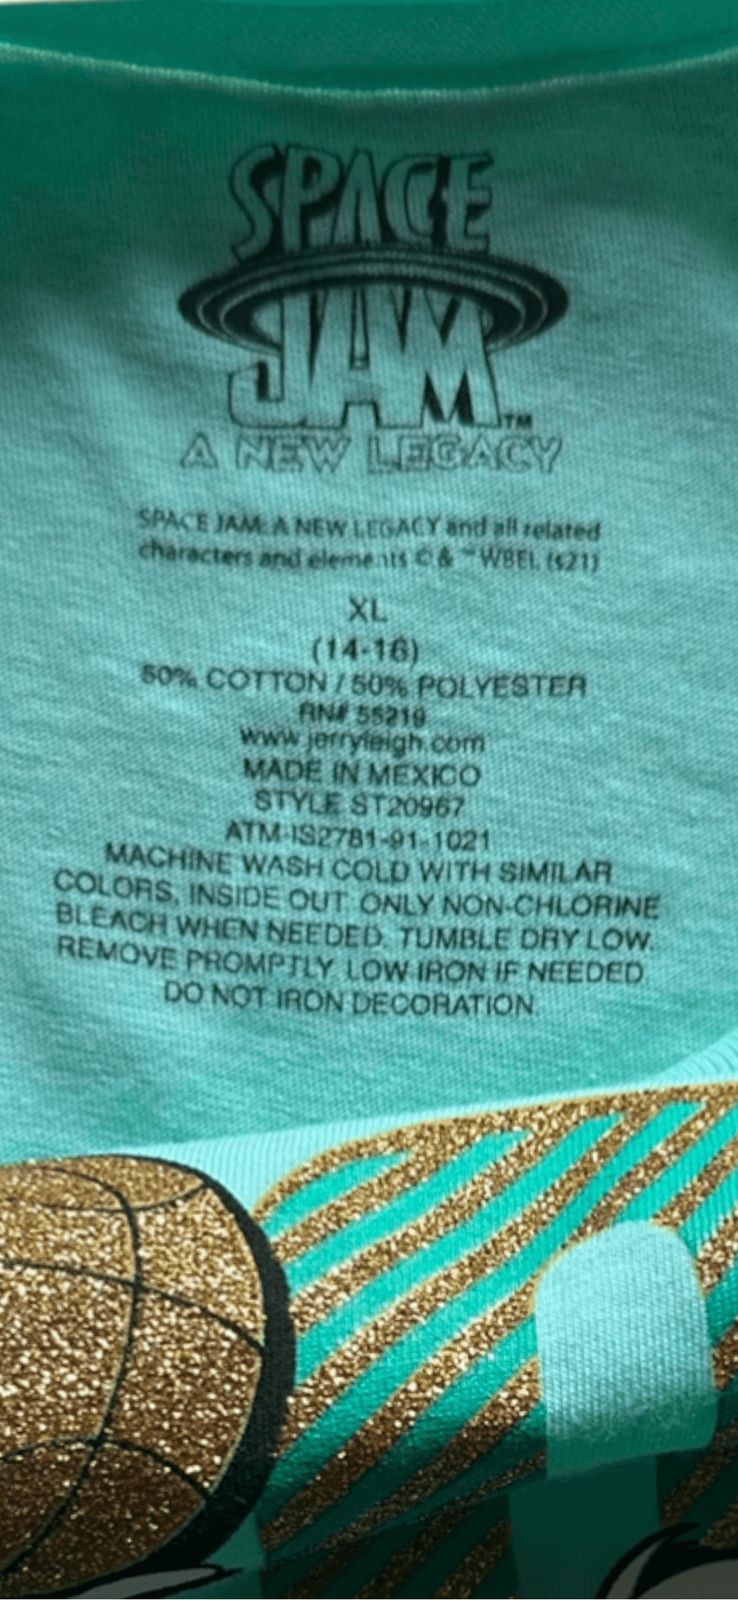 SPACE
JAM™
A NEW LEGACY
SPACE JAM: A NEW LEGACY and all related
characters and elements © & ™ WBEI. (s21)
XL
(14-16)
50% COTTON / 50% POLYESTER
RN# 55219
www.jerryleigh.com
MADE IN MEXICO
STYLE ST20967
ATM-IS2781-91-1021
MACHINE WASH COLD WITH SIMILAR
COLORS, INSIDE OUT. ONLY NON-CHLORINE
BLEACH WHEN NEEDED. TUMBLE DRY LOW.
REMOVE PROMPTLY. LOW IRON IF NEEDED
DO NOT IRON DECORATION.